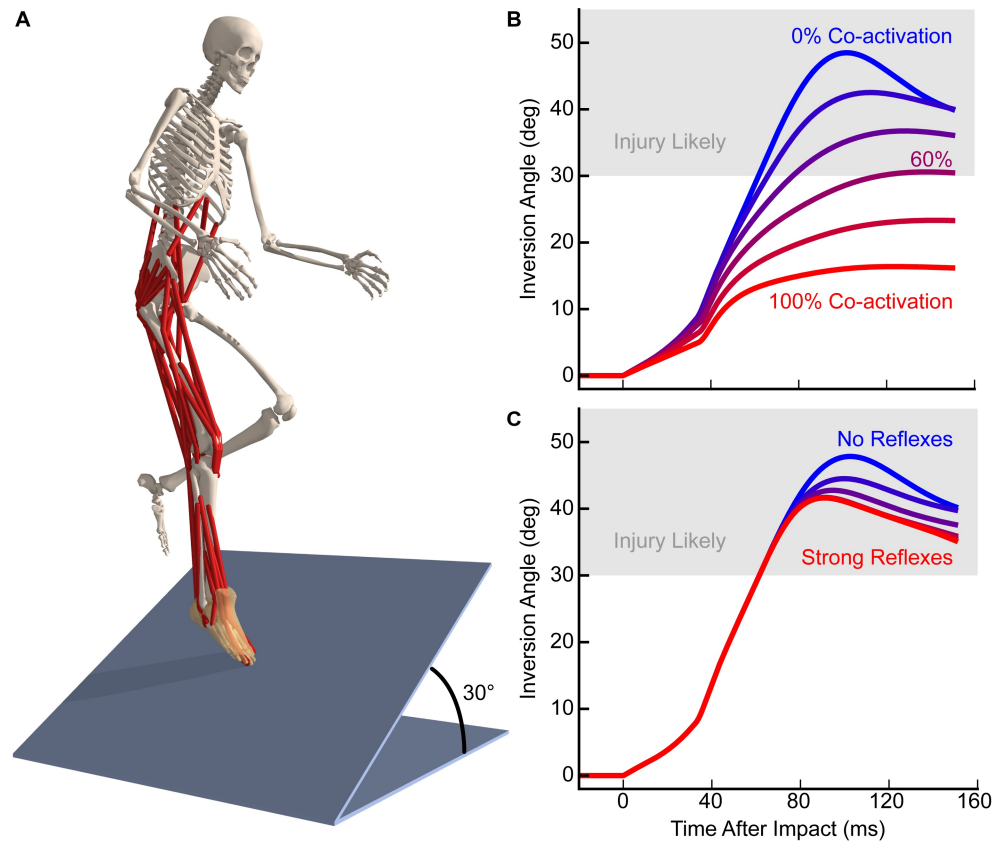 A
30°
B
Inversion Angle (deg)
50
40
30
20
10
0
0% Co-activation
Injury Likely
60%
100% Co-activation
C
Inversion Angle (deg)
50
40
30
20
10
0
No Reflexes
Injury Likely
Strong Reflexes
0 40 80 120 160
Time After Impact (ms)